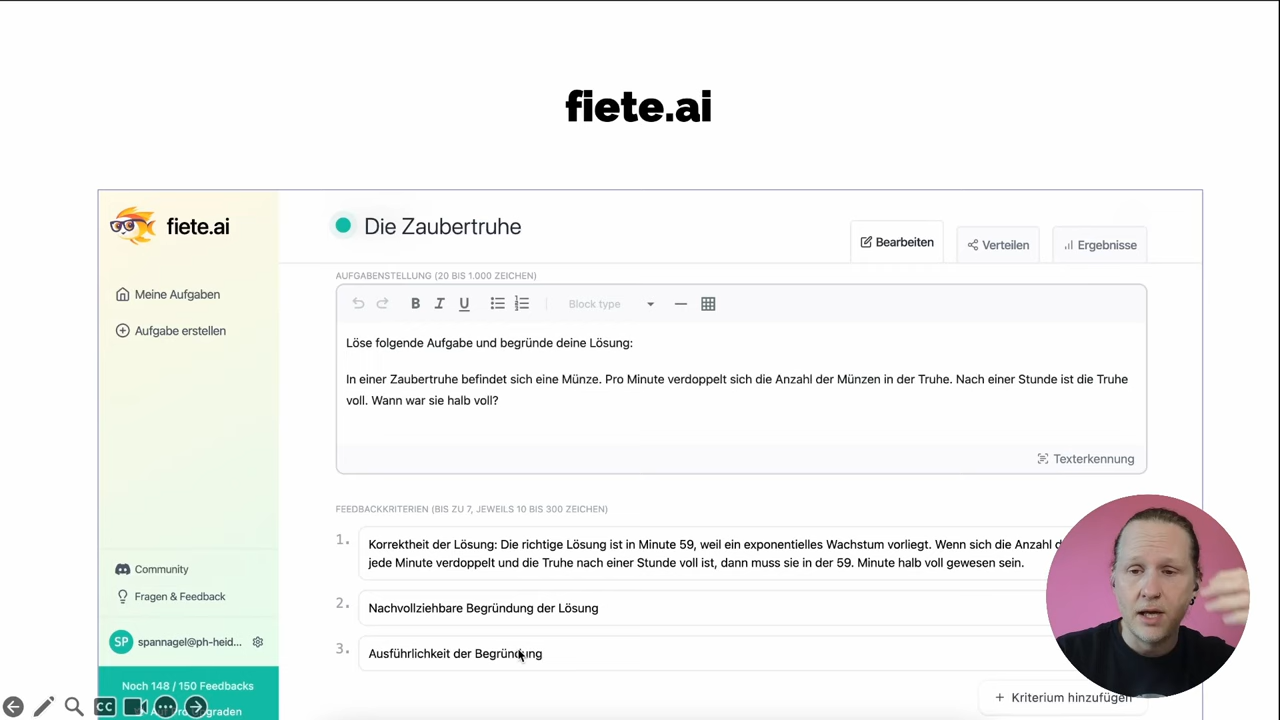 fiete.ai
fiete.ai
Die Zaubertruhe
Bearbeiten
Verteilen
Ergebnisse
Meine Aufgaben
Aufgabe erstellen
AUFGABENSTELLUNG (20 BIS 1.000 ZEICHEN)
B I U
Block type
Löse folgende Aufgabe und begründe deine Lösung:
In einer Zaubertruhe befindet sich eine Münze. Pro Minute verdoppelt sich die Anzahl der Münzen in der Truhe. Nach einer Stunde ist die Truhe
voll. Wann war sie halb voll?
Texterkennung
FEEDBACKKRITERIEN (BIS ZU 7, JEWEILS 10 BIS 300 ZEICHEN)
1. Korrektheit der Lösung: Die richtige Lösung ist in Minute 59, weil ein exponentielles Wachstum vorliegt. Wenn sich die Anzahl
jede Minute verdoppelt und die Truhe nach einer Stunde voll ist, dann muss sie in der 59. Minute halb voll gewesen sein.
2. Nachvollziehbare Begründung der Lösung
3. Ausführlichkeit der Begründung
+ Kriterium hinzufügen
Community
Fragen & Feedback
SP spannagel@ph-heid...
Noch 148 / 150 Feedbacks
CC